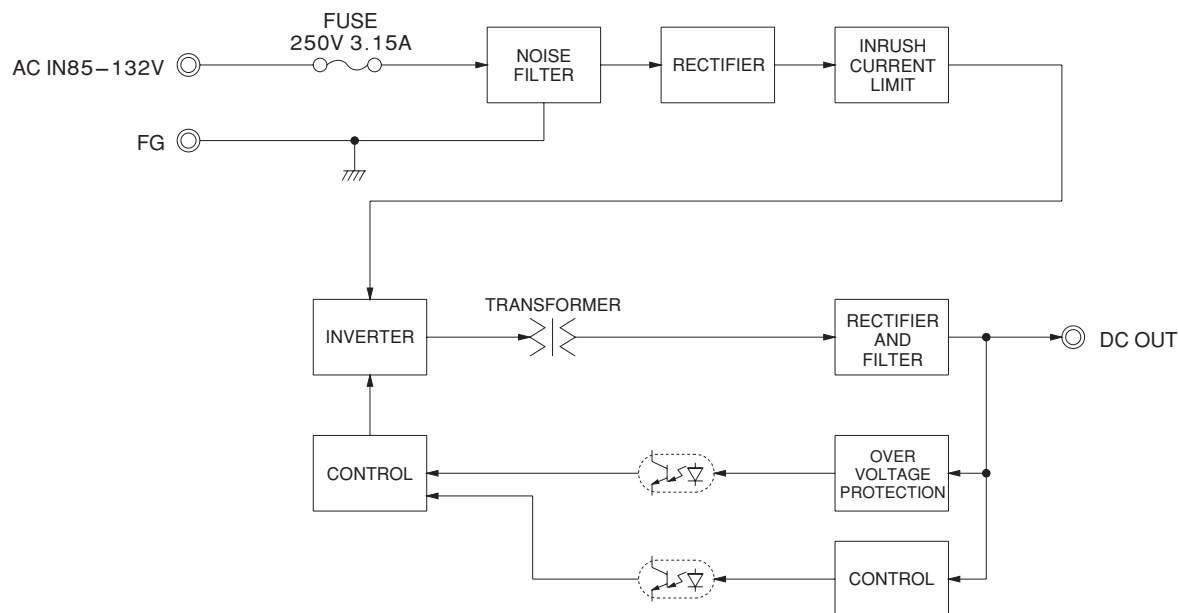 FUSE
250V 3.15A
AC IN85–132V
NOISE
FILTER
RECTIFIER
INRUSH
CURRENT
LIMIT
FG
TRANSFORMER
INVERTER
RECTIFIER
AND
FILTER
DC OUT
CONTROL
OVER
VOLTAGE
PROTECTION
CONTROL